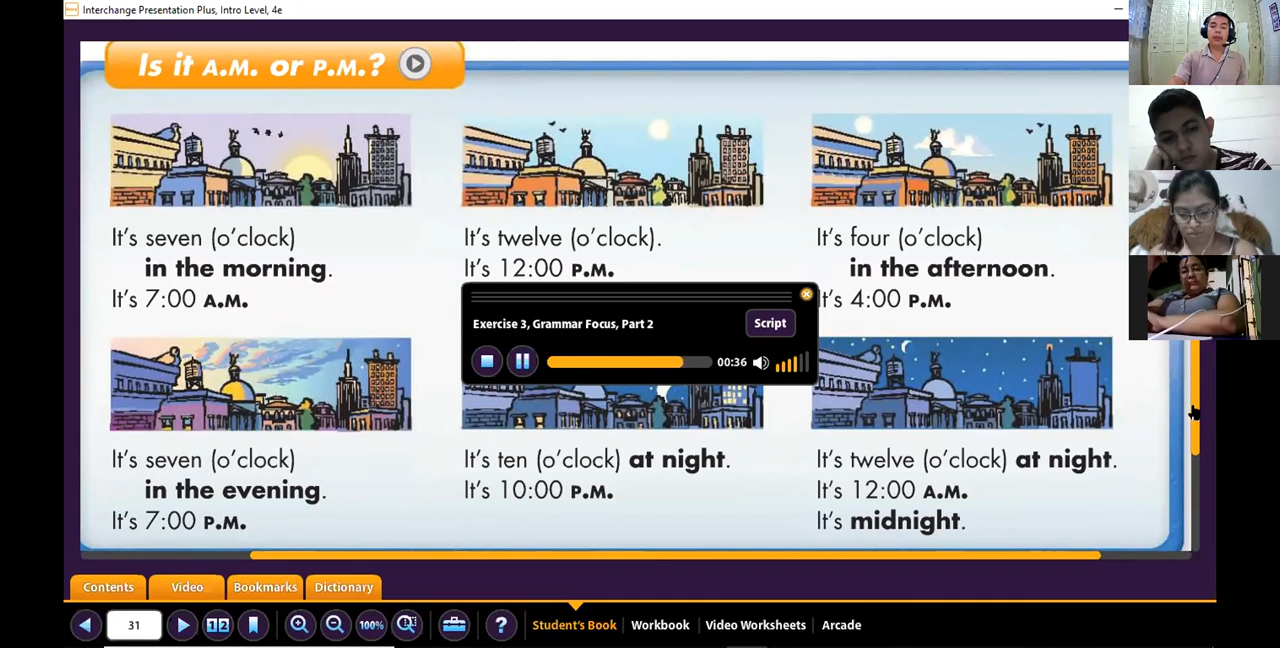 Intro
Interchange Presentation Plus, Intro Level, 4e
Is it A.M. or P.M.?
It's seven (o'clock)
in the morning.
It's 7:00 A.M.
It's twelve (o'clock).
It's 12:00 P.M.
It's four (o'clock)
in the afternoon.
It's 4:00 P.M.
Exercise 3, Grammar Focus, Part 2
Script
00:36
It's seven (o'clock)
in the evening.
It's 7:00 P.M.
It's ten (o'clock) at night.
It's 10:00 P.M.
It's twelve (o'clock) at night.
It's 12:00 A.M.
It's midnight.
Contents
Video
Bookmarks
Dictionary
31
12
100%
?
Student's Book
Workbook
Video Worksheets
Arcade